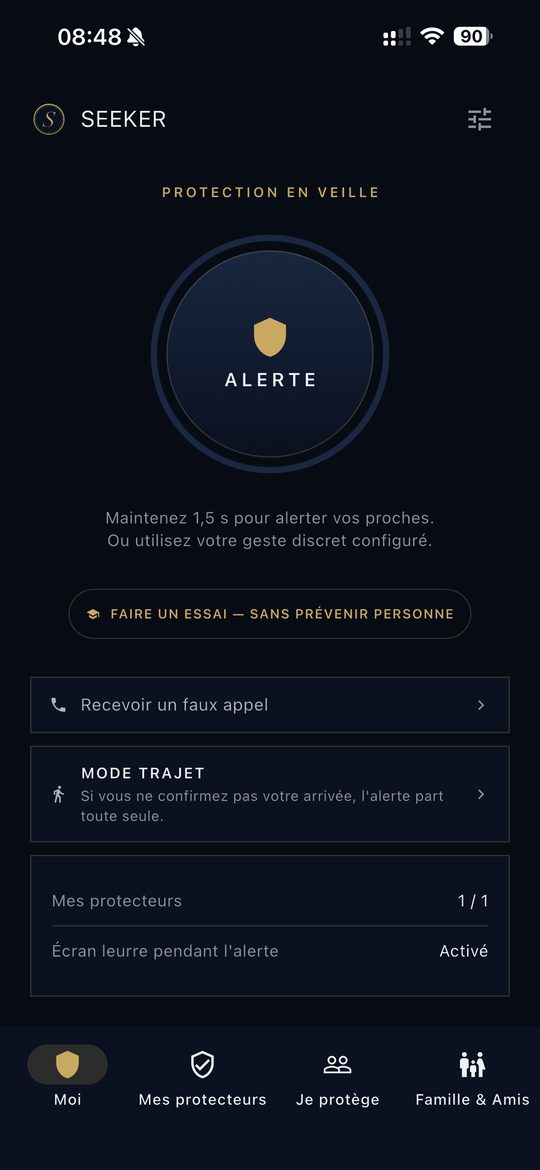 08:48
90
S SEEKER
PROTECTION EN VEILLE
ALERTE
Maintenez 1,5 s pour alerter vos proches.
Ou utilisez votre geste discret configuré.
FAIRE UN ESSAI — SANS PRÉVENIR PERSONNE
Recevoir un faux appel
MODE TRAJET
Si vous ne confirmez pas votre arrivée, l'alerte part
toute seule.
Mes protecteurs 1 / 1
Écran leurre pendant l'alerte Activé
Moi Mes protecteurs Je protège Famille & Amis